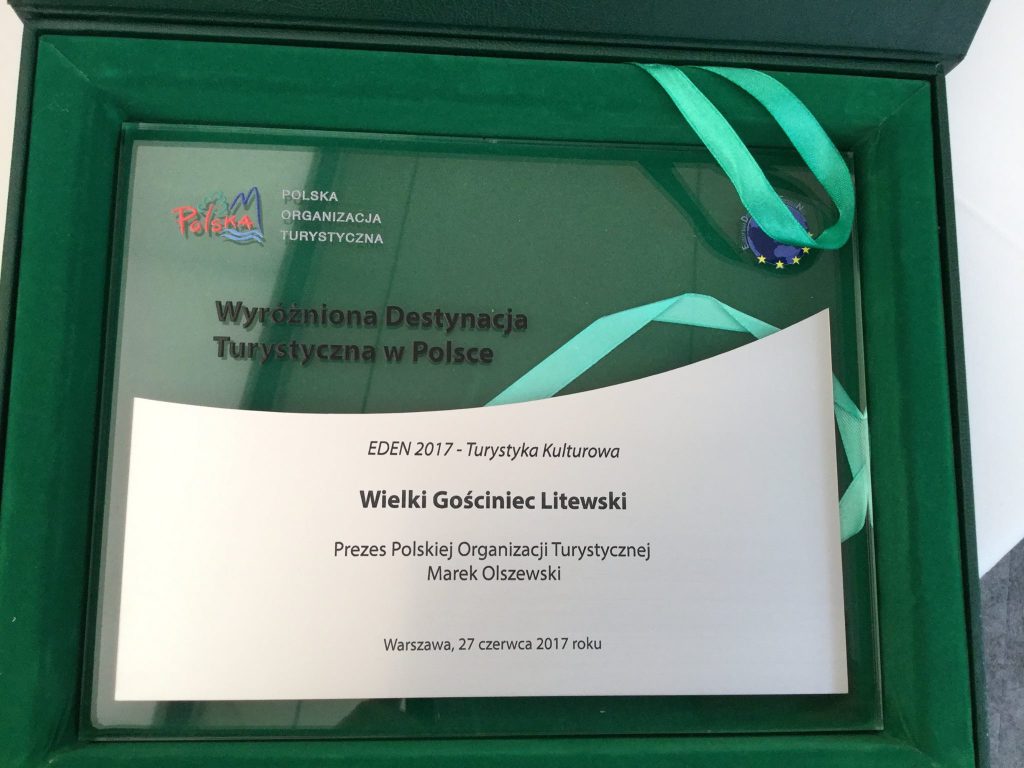 Polska
POLSKA
ORGANIZACJA
TURYSTYCZNA
Wyróżniona Destynacja
Turystyczna w Polsce
EDEN 2017 - Turystyka Kulturowa
Wielki Gościniec Litewski
Prezes Polskiej Organizacji Turystycznej
Marek Olszewski
Warszawa, 27 czerwca 2017 roku